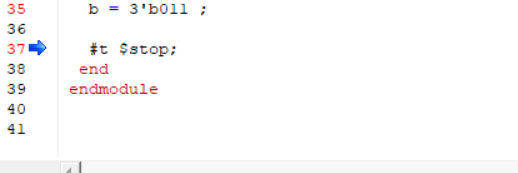 35 b = 3'b011 ;
36
37 #t $stop;
38 end
39 endmodule
40
41